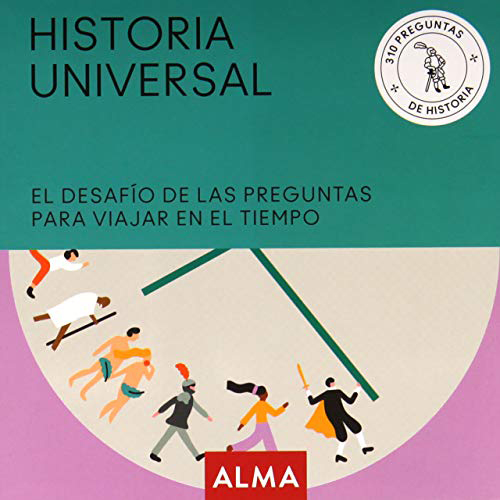 HISTORIA
UNIVERSAL
310 PREGUNTAS
DE HISTORIA
EL DESAFÍO DE LAS PREGUNTAS
PARA VIAJAR EN EL TIEMPO
ALMA